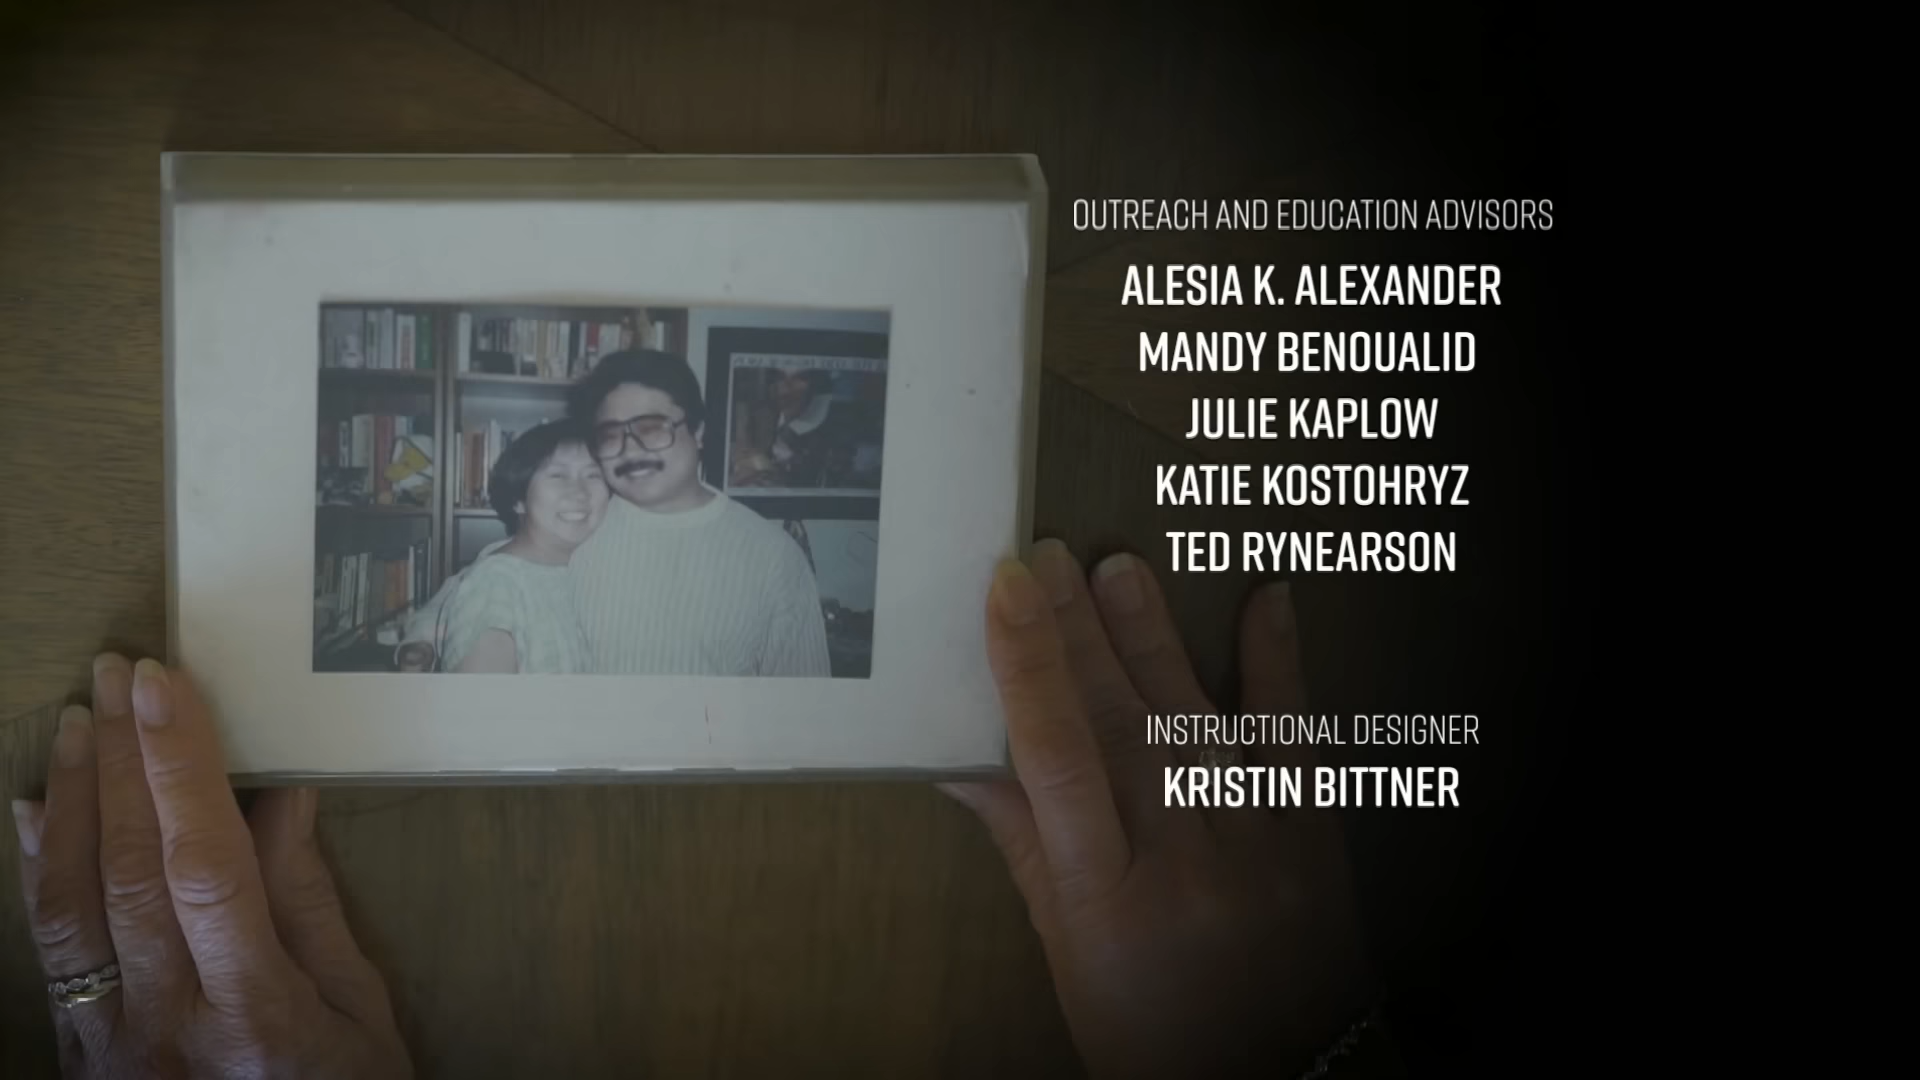 OUTREACH AND EDUCATION ADVISORS
ALESIA K. ALEXANDER
MANDY BENOUALID
JULIE KAPLOW
KATIE KOSTOHRYZ
TED RYNEARSON
INSTRUCTIONAL DESIGNER
KRISTIN BITTNER